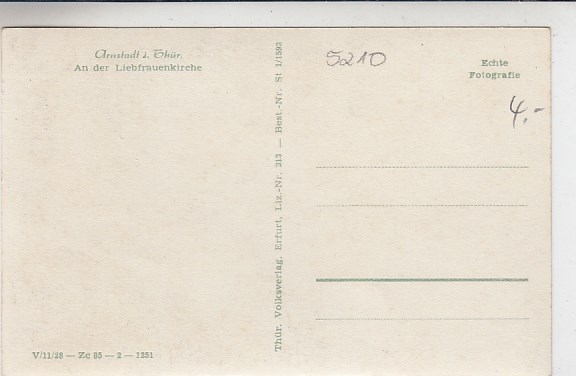 Arnstadt i. Thür.
An der Liebfrauenkirche
Thür. Volksverlag, Erfurt, Liz.-Nr. 313 — Best.-Nr. St 1/1593
5210
Echte
Fotografie
4,-
V/11/28 — Zc 85 — 2 — 1251